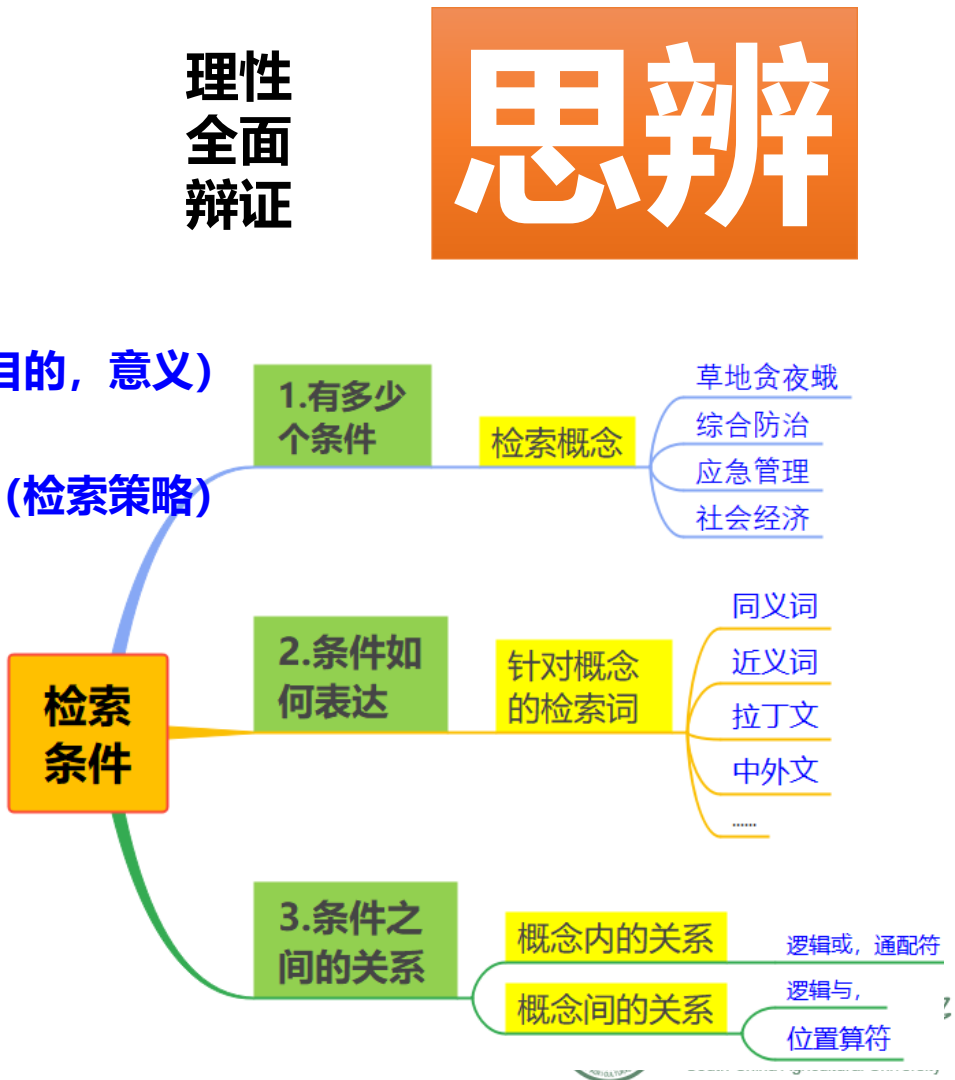 理性
全面
辩证
思辨
目的，意义）
（检索策略）
检索
条件
1.有多少
个条件
检索概念
草地贪夜蛾
综合防治
应急管理
社会经济
2.条件如
何表达
针对概念
的检索词
同义词
近义词
拉丁文
中外文
......
3.条件之
间的关系
概念内的关系
逻辑或，通配符
概念间的关系
逻辑与，
位置算符